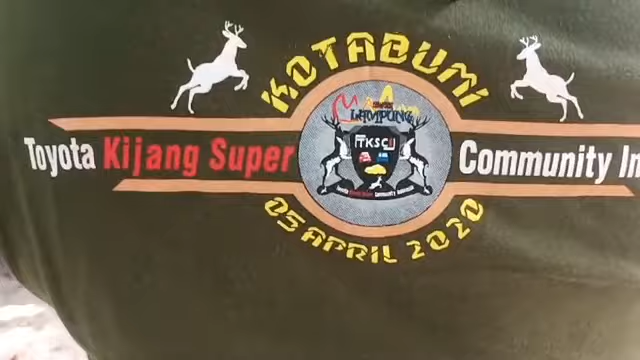 KOTABUMI
LAMPUNG
TKSCI
Toyota Kijang Super Community In
05 APRIL 2020